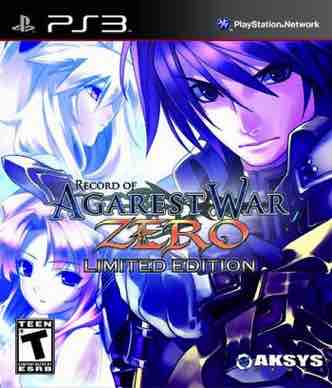 PS3
PlayStation Network
RECORD OF
AGAREST WAR
ZERO
LIMITED EDITION
TEEN
T
ESRB
AKSYS